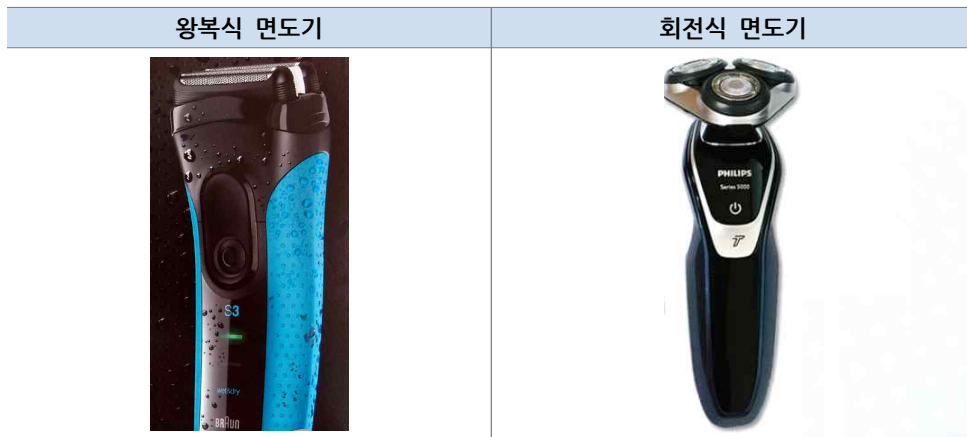 왕복식 면도기
회전식 면도기
S3
wet&dry
BRAUN
PHILIPS
Series 5000
T